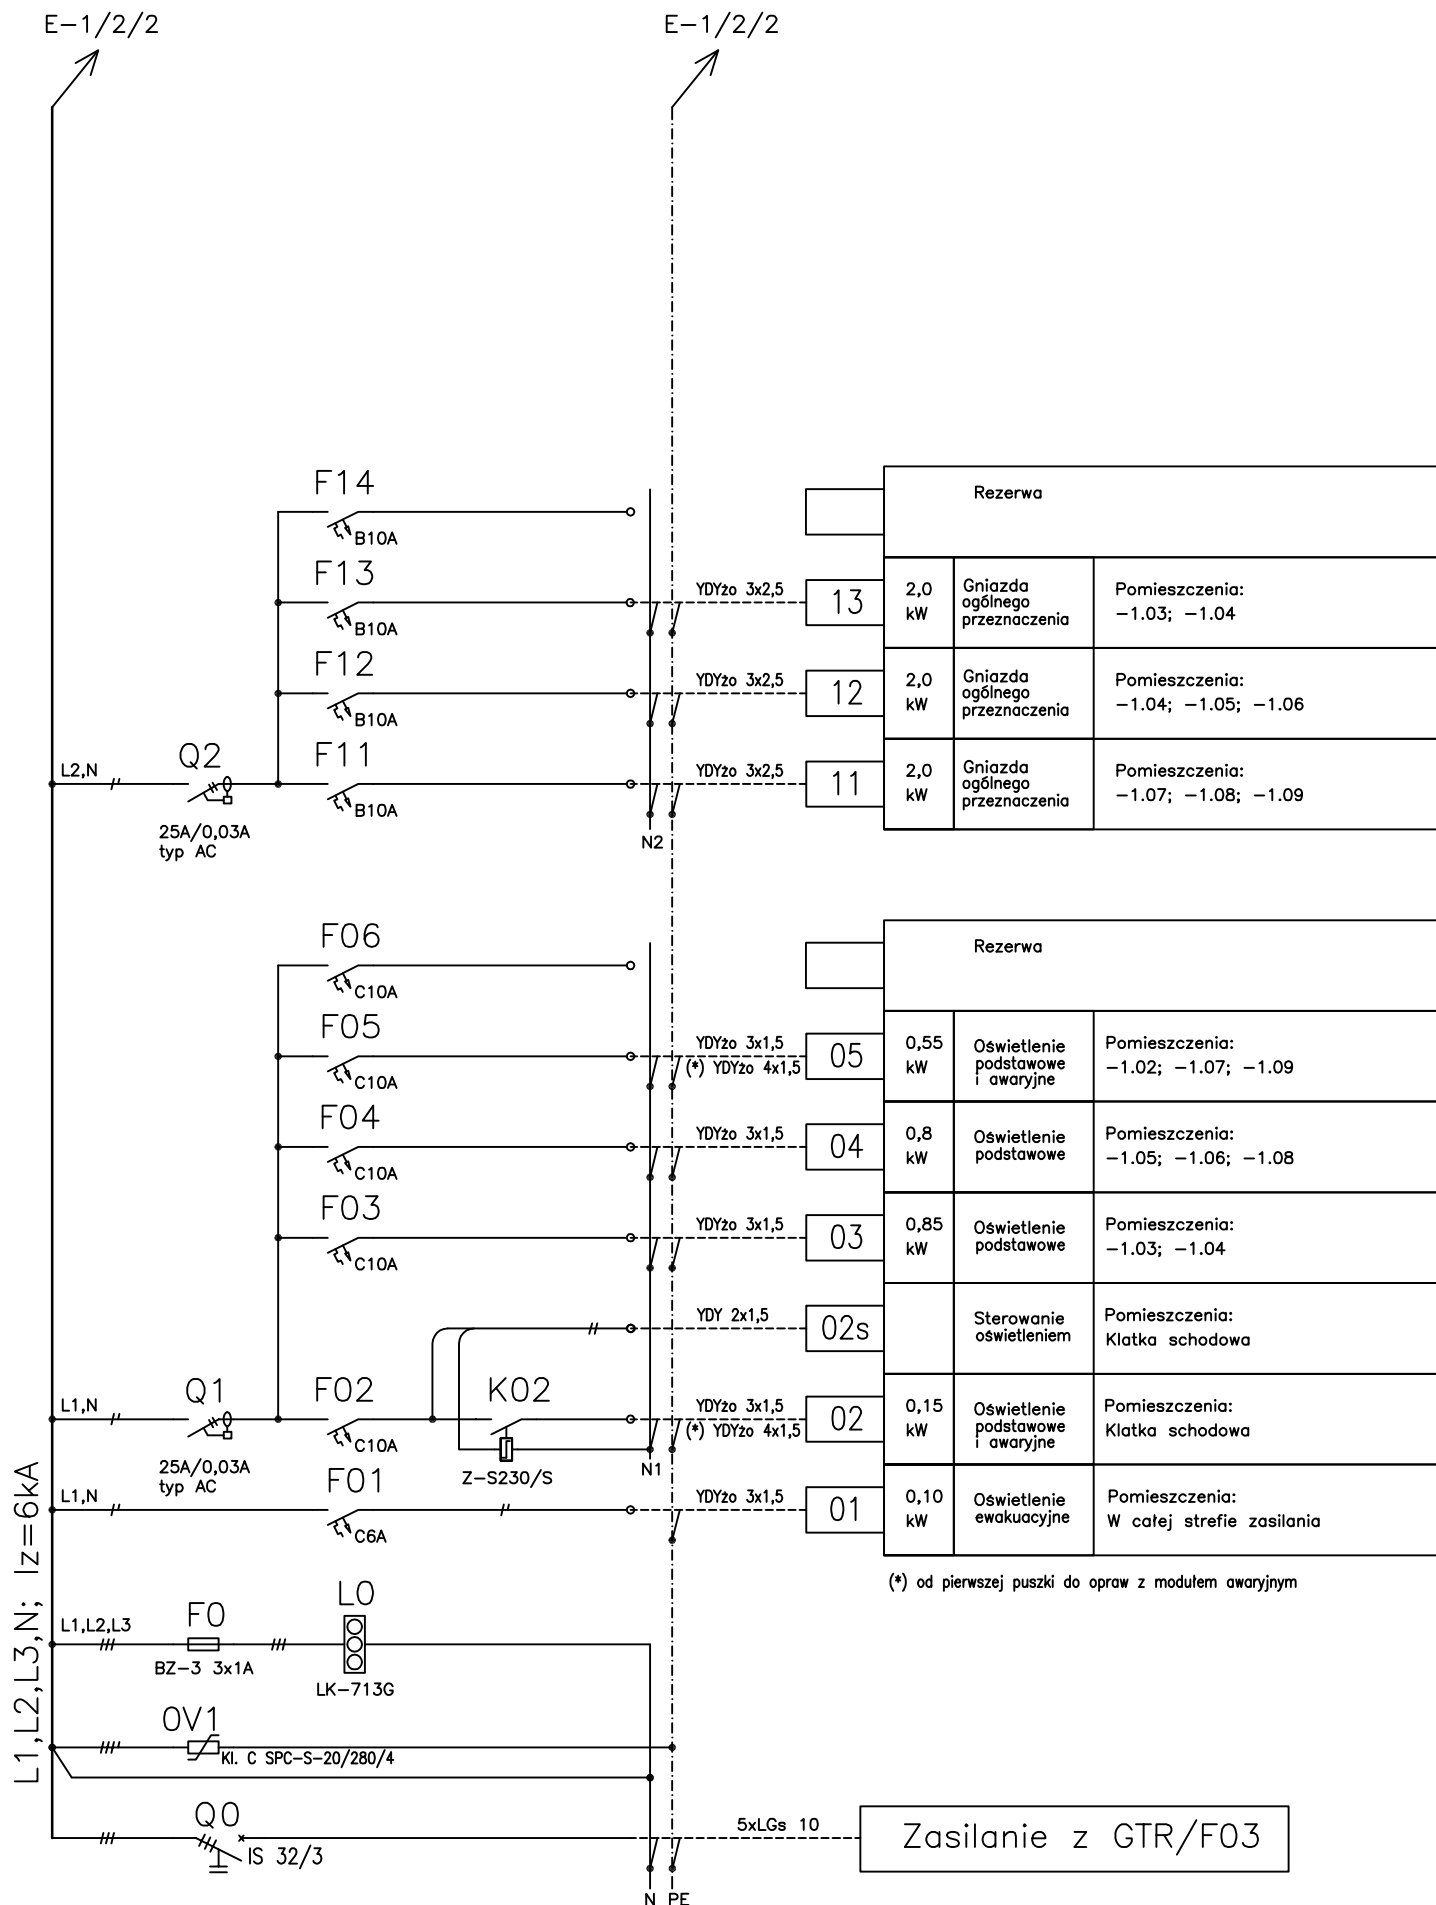 E-1/2/2
E-1/2/2
F14
B10A
Rezerwa
F13
B10A
YDYżo 3x2,5
13
2,0
kW
Gniazda
ogólnego
przeznaczenia
Pomieszczenia:
-1.03; -1.04
F12
B10A
YDYżo 3x2,5
12
2,0
kW
Gniazda
ogólnego
przeznaczenia
Pomieszczenia:
-1.04; -1.05; -1.06
L2,N
Q2
25A/0,03A
typ AC
F11
B10A
N2
YDYżo 3x2,5
11
2,0
kW
Gniazda
ogólnego
przeznaczenia
Pomieszczenia:
-1.07; -1.08; -1.09
F06
C10A
Rezerwa
F05
C10A
YDYżo 3x1,5
(*) YDYżo 4x1,5
05
0,55
kW
Oświetlenie
podstawowe
i awaryjne
Pomieszczenia:
-1.02; -1.07; -1.09
F04
C10A
YDYżo 3x1,5
04
0,8
kW
Oświetlenie
podstawowe
Pomieszczenia:
-1.05; -1.06; -1.08
F03
C10A
YDYżo 3x1,5
03
0,85
kW
Oświetlenie
podstawowe
Pomieszczenia:
-1.03; -1.04
YDY 2x1,5
02s
Sterowanie
oświetleniem
Pomieszczenia:
Klatka schodowa
L1,N
Q1
25A/0,03A
typ AC
F02
C10A
K02
Z-S230/S
N1
YDYżo 3x1,5
(*) YDYżo 4x1,5
02
0,15
kW
Oświetlenie
podstawowe
i awaryjne
Pomieszczenia:
Klatka schodowa
L1,N
F01
C6A
YDYżo 3x1,5
01
0,10
kW
Oświetlenie
ewakuacyjne
Pomieszczenia:
W całej strefie zasilania
(*) od pierwszej puszki do opraw z modułem awaryjnym
L1,L2,L3,N; Iz=6kA
L1,L2,L3
F0
BZ-3 3x1A
L0
LK-713G
OV1
Kl. C SPC-S-20/280/4
Q0
IS 32/3
5xLGs 10
Zasilanie z GTR/F03
N PE